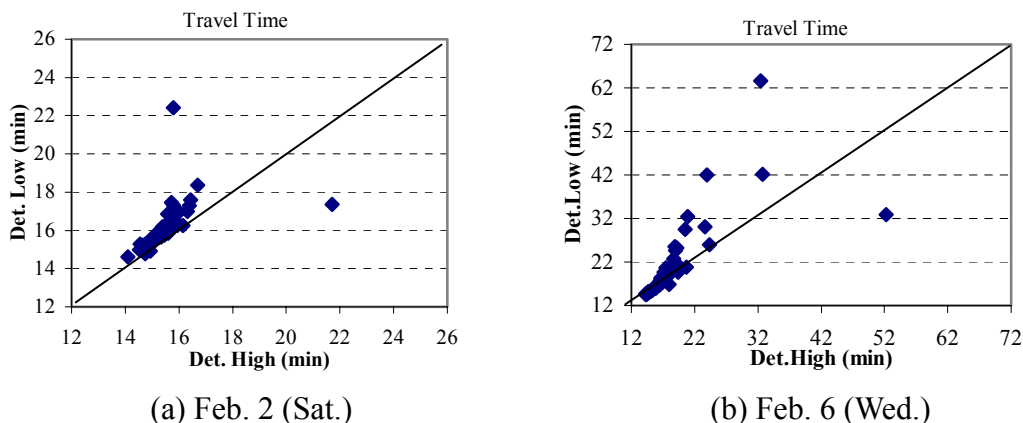 Travel Time
26
24
22
20
18
16
14
12
Det. Low (min)
12 14 16 18 20 22 24 26
Det. High (min)
(a) Feb. 2 (Sat.)
Travel Time
72
62
52
42
32
22
12
Det.Low (min)
12 22 32 42 52 62 72
Det.High (min)
(b) Feb. 6 (Wed.)